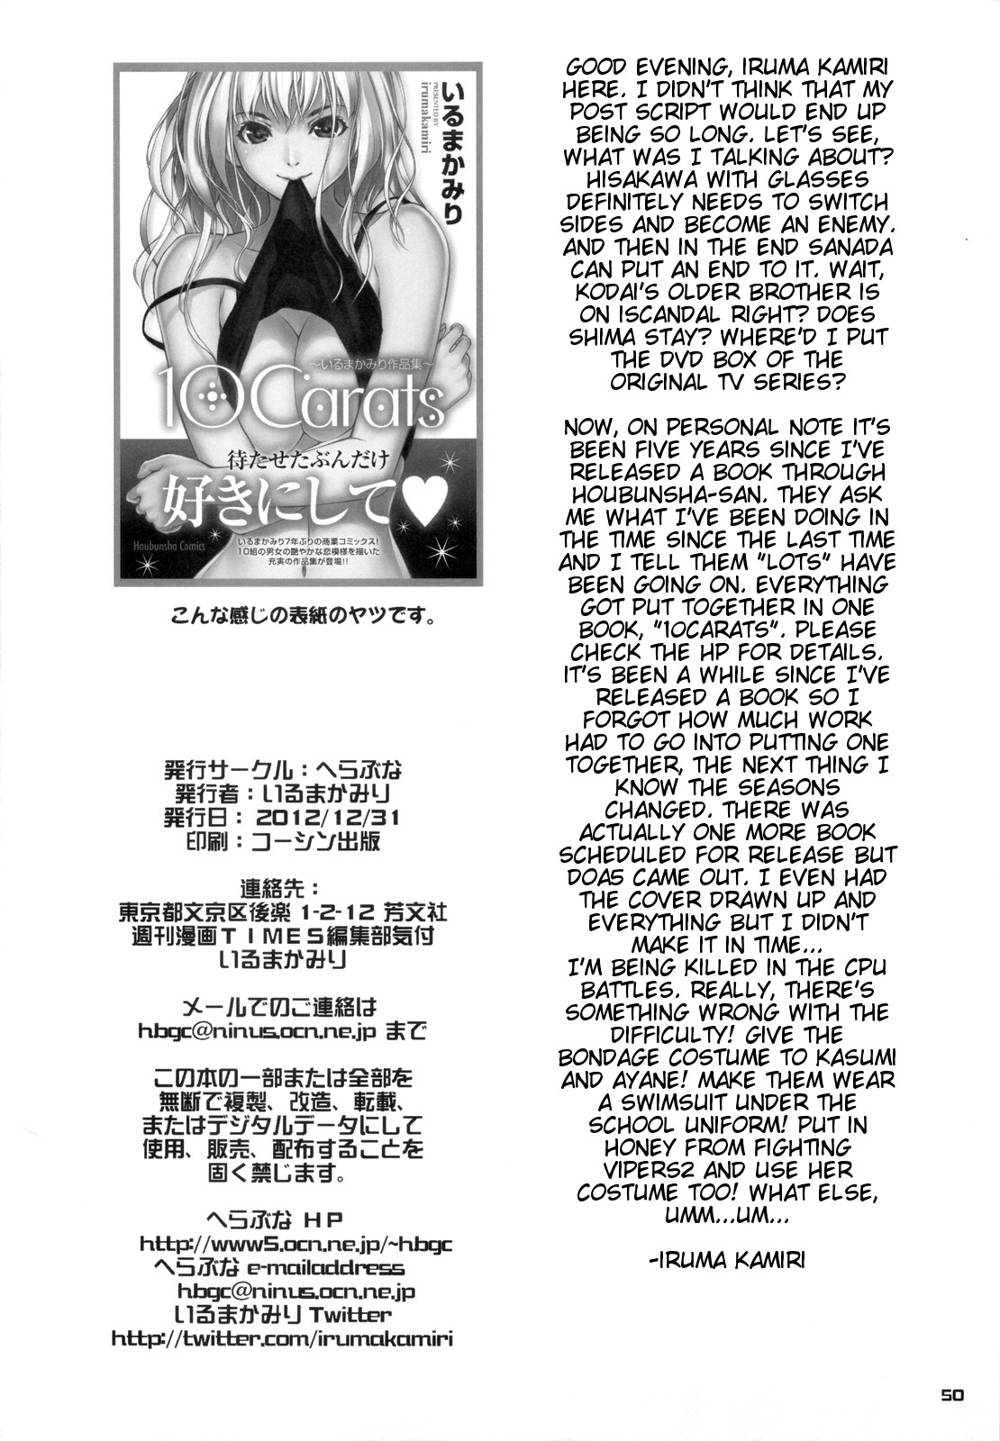 いるまかみり
PRESENTED BY:
irumakamiri
～いるまかみり作品集～
10Carats
待たせたぶんだけ
好きにして♥
Houbunsha Comics
いるまかみり7年ぶりの商業コミックス!
10組の男女の艶やかな恋模様を描いた
充実の作品集が登場!!
こんな感じの表紙のヤツです。
発行サークル：へらぶな
発行者：いるまかみり
発行日： 2012/12/31
印刷：コーシン出版
連絡先：
東京都文京区後楽 1-2-12 芳文社
週刊漫画TIMES編集部気付
いるまかみり
メールでのご連絡は
hbgc@ninus.ocn.ne.jp まで
この本の一部または全部を
無断で複製、改造、転載、
またはデジタルデータにして
使用、販売、配布することを
固く禁じます。
へらぶな HP
http://www5.ocn.ne.jp/~hbgc
へらぶな e-mailaddress
hbgc@ninus.ocn.ne.jp
いるまかみり Twitter
http://twitter.com/irumakamiri
GOOD EVENING, IRUMA KAMIRI
HERE. I DIDN'T THINK THAT MY
POST SCRIPT WOULD END UP
BEING SO LONG. LET'S SEE,
WHAT WAS I TALKING ABOUT?
HISAKAWA WITH GLASSES
DEFINITELY NEEDS TO SWITCH
SIDES AND BECOME AN ENEMY.
AND THEN IN THE END SANADA
CAN PUT AN END TO IT. WAIT,
KODAI'S OLDER BROTHER IS
ON ISCANDAL RIGHT? DOES
SHIMA STAY? WHERE'D I PUT
THE DVD BOX OF THE
ORIGINAL TV SERIES?
NOW, ON PERSONAL NOTE IT'S
BEEN FIVE YEARS SINCE I'VE
RELEASED A BOOK THROUGH
HOUBUNSHA-SAN. THEY ASK
ME WHAT I'VE BEEN DOING IN
THE TIME SINCE THE LAST TIME
AND I TELL THEM "LOTS" HAVE
BEEN GOING ON. EVERYTHING
GOT PUT TOGETHER IN ONE
BOOK, "10CARATS". PLEASE
CHECK THE HP FOR DETAILS.
IT'S BEEN A WHILE SINCE I'VE
RELEASED A BOOK SO I
FORGOT HOW MUCH WORK
HAD TO GO INTO PUTTING ONE
TOGETHER, THE NEXT THING I
KNOW THE SEASONS
CHANGED. THERE WAS
ACTUALLY ONE MORE BOOK
SCHEDULED FOR RELEASE BUT
DOA5 CAME OUT. I EVEN HAD
THE COVER DRAWN UP AND
EVERYTHING BUT I DIDN'T
MAKE IT IN TIME...
I'M BEING KILLED IN THE CPU
BATTLES. REALLY, THERE'S
SOMETHING WRONG WITH THE
DIFFICULTY! GIVE THE
BONDAGE COSTUME TO KASUMI
AND AYANE! MAKE THEM WEAR
A SWIMSUIT UNDER THE
SCHOOL UNIFORM! PUT IN
HONEY FROM FIGHTING
VIPERS2 AND USE HER
COSTUME TOO! WHAT ELSE,
UMM...UM...
-IRUMA KAMIRI
50